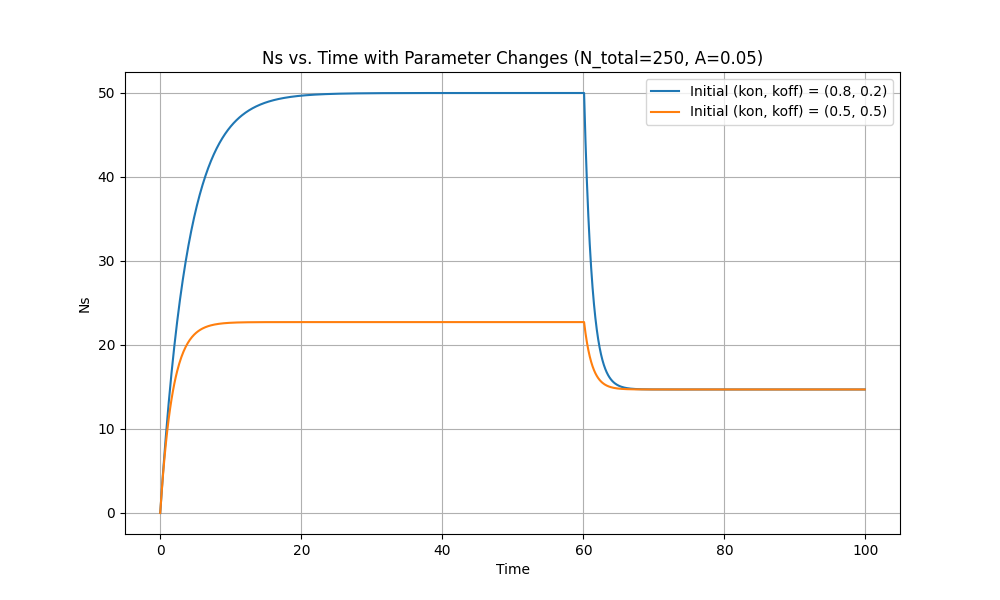 Ns vs. Time with Parameter Changes (N_total=250, A=0.05)
Initial (kon, koff) = (0.8, 0.2)
Initial (kon, koff) = (0.5, 0.5)
50
40
30
20
10
0
Ns
0 20 40 60 80 100
Time